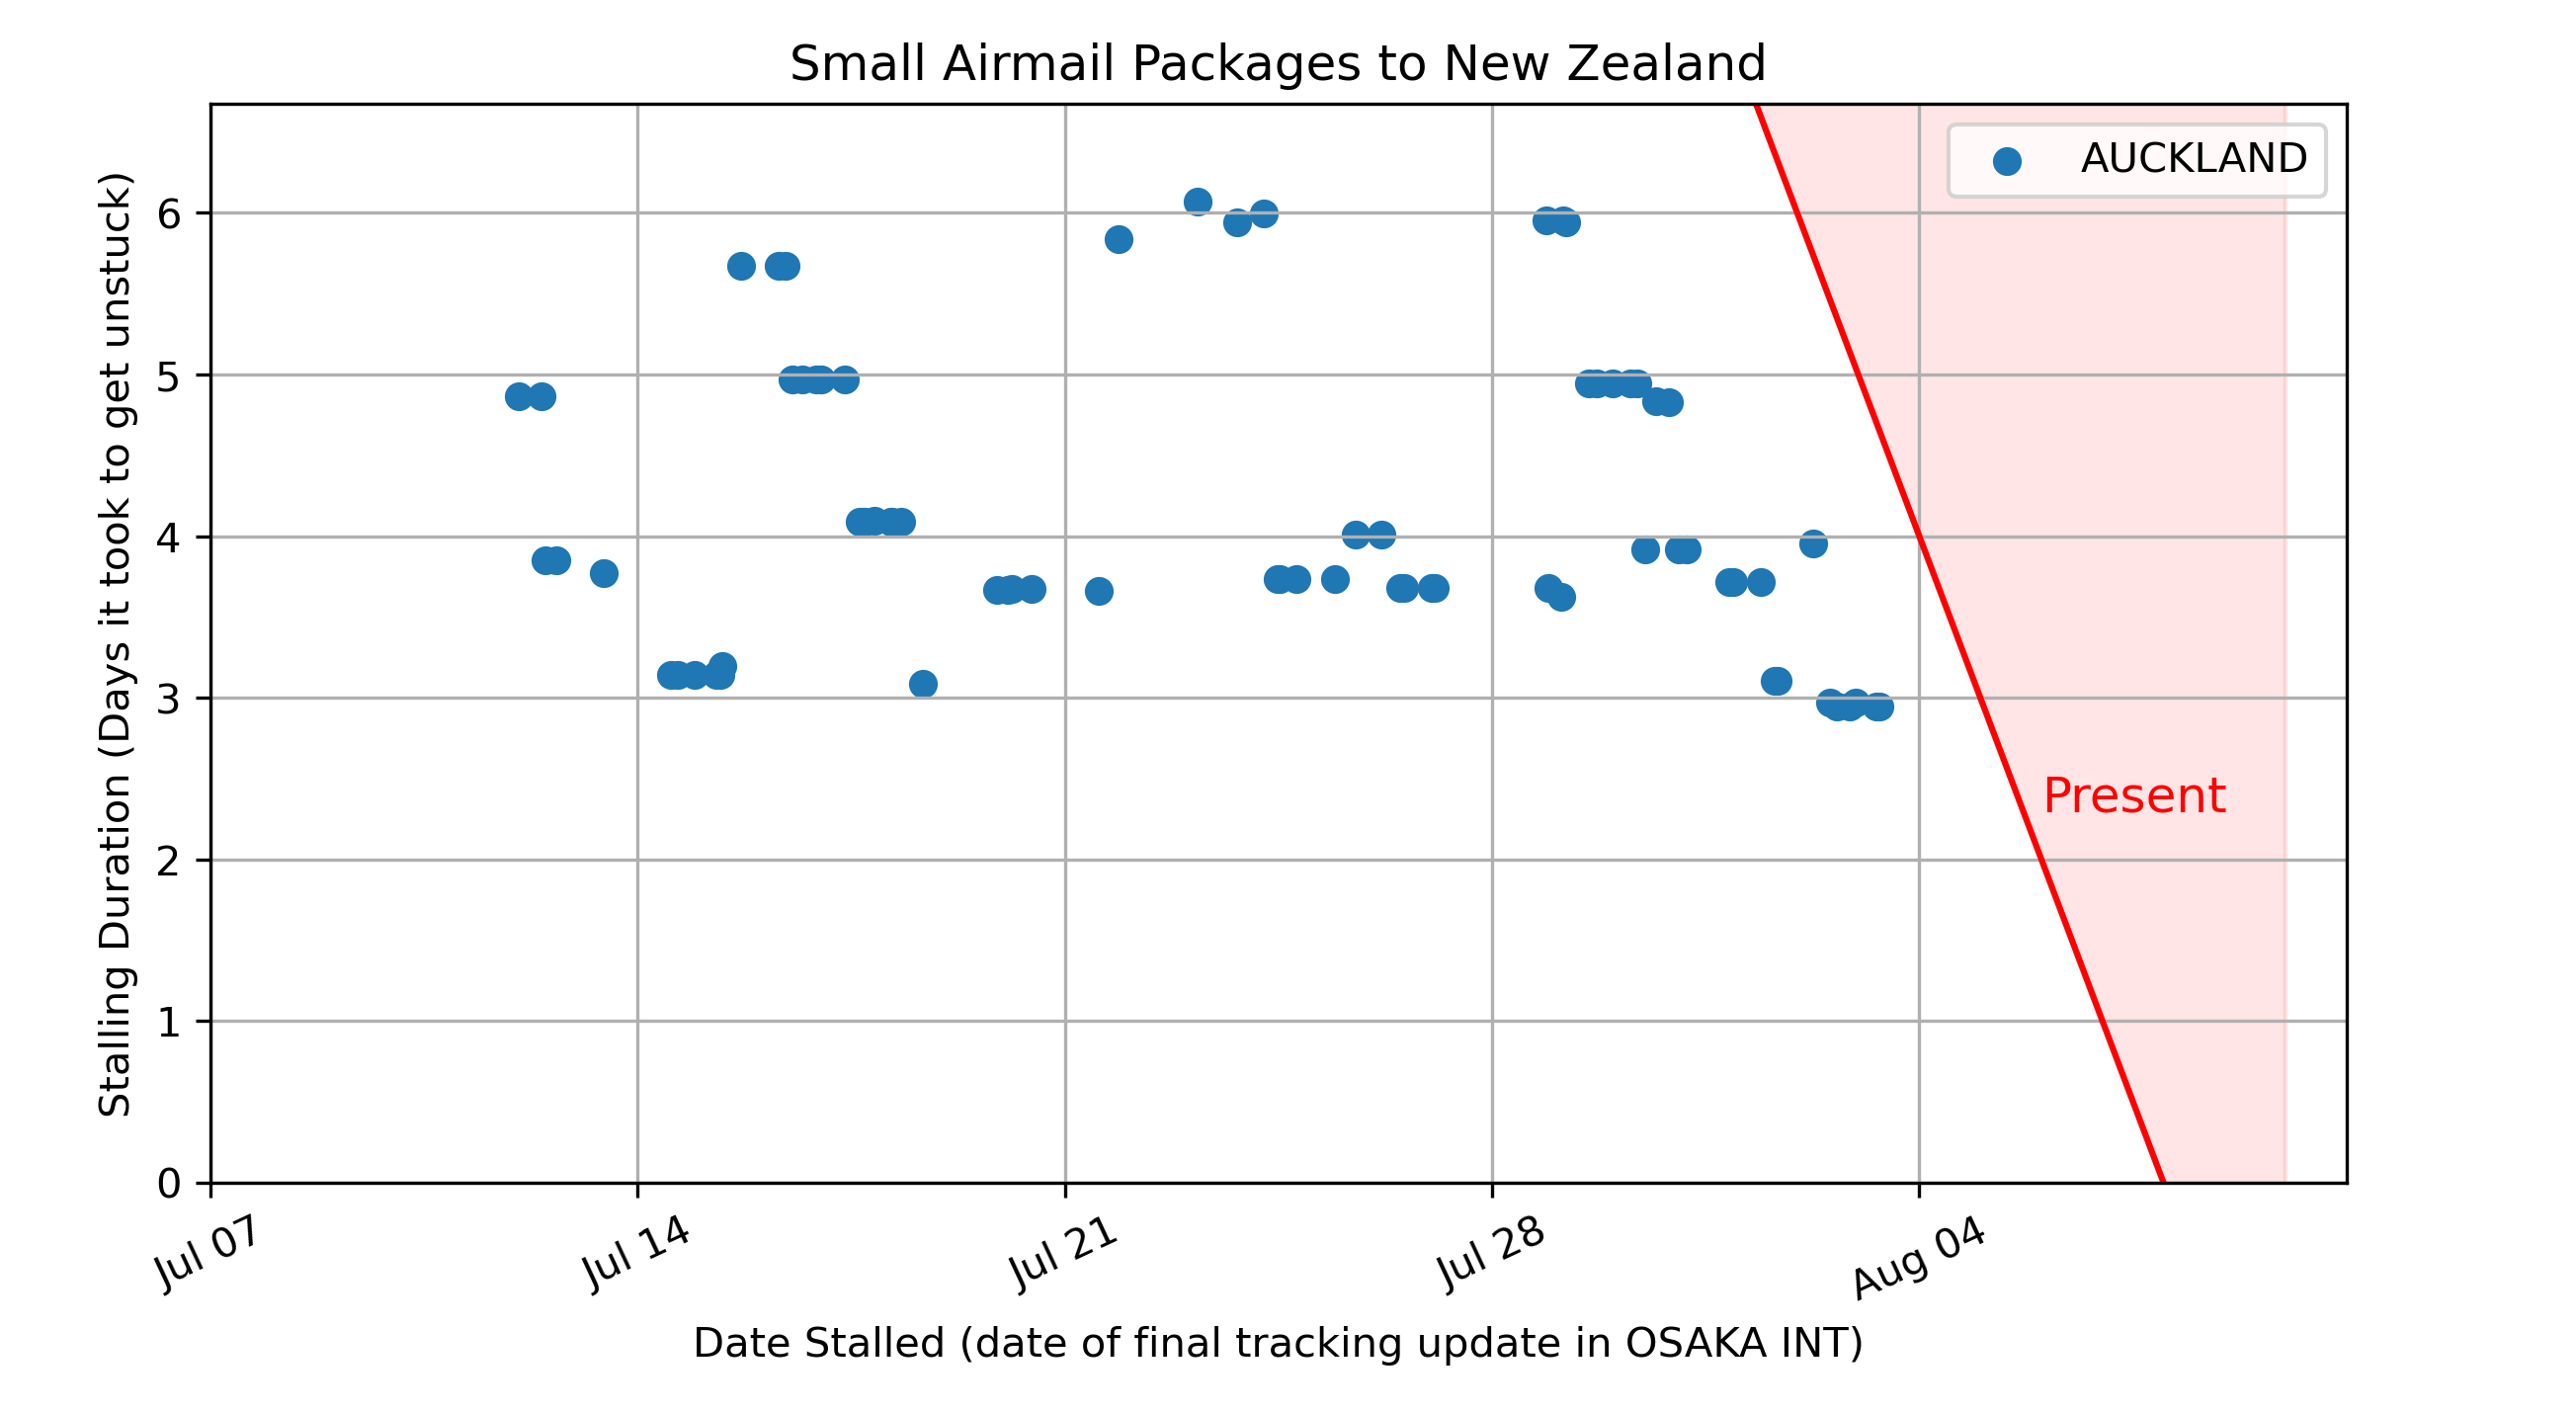 Small Airmail Packages to New Zealand
AUCKLAND
Stalling Duration (Days it took to get unstuck)
6
5
4
3
2
1
0
Present
Jul 07
Jul 14
Jul 21
Jul 28
Aug 04
Date Stalled (date of final tracking update in OSAKA INT)